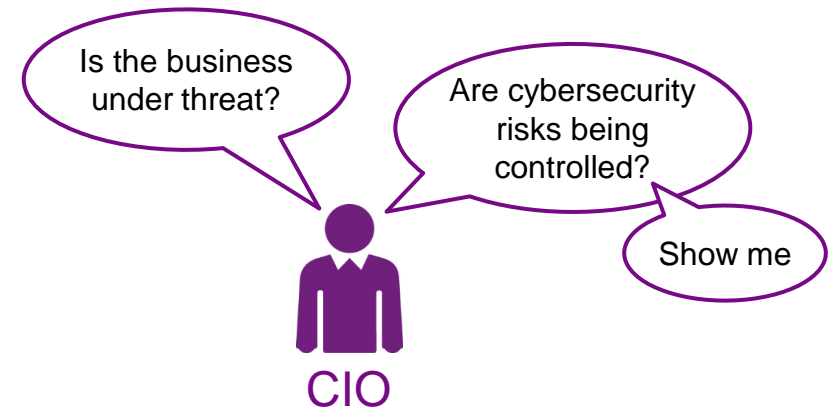 Is the business
under threat?
Are cybersecurity
risks being
controlled?
Show me
CIO